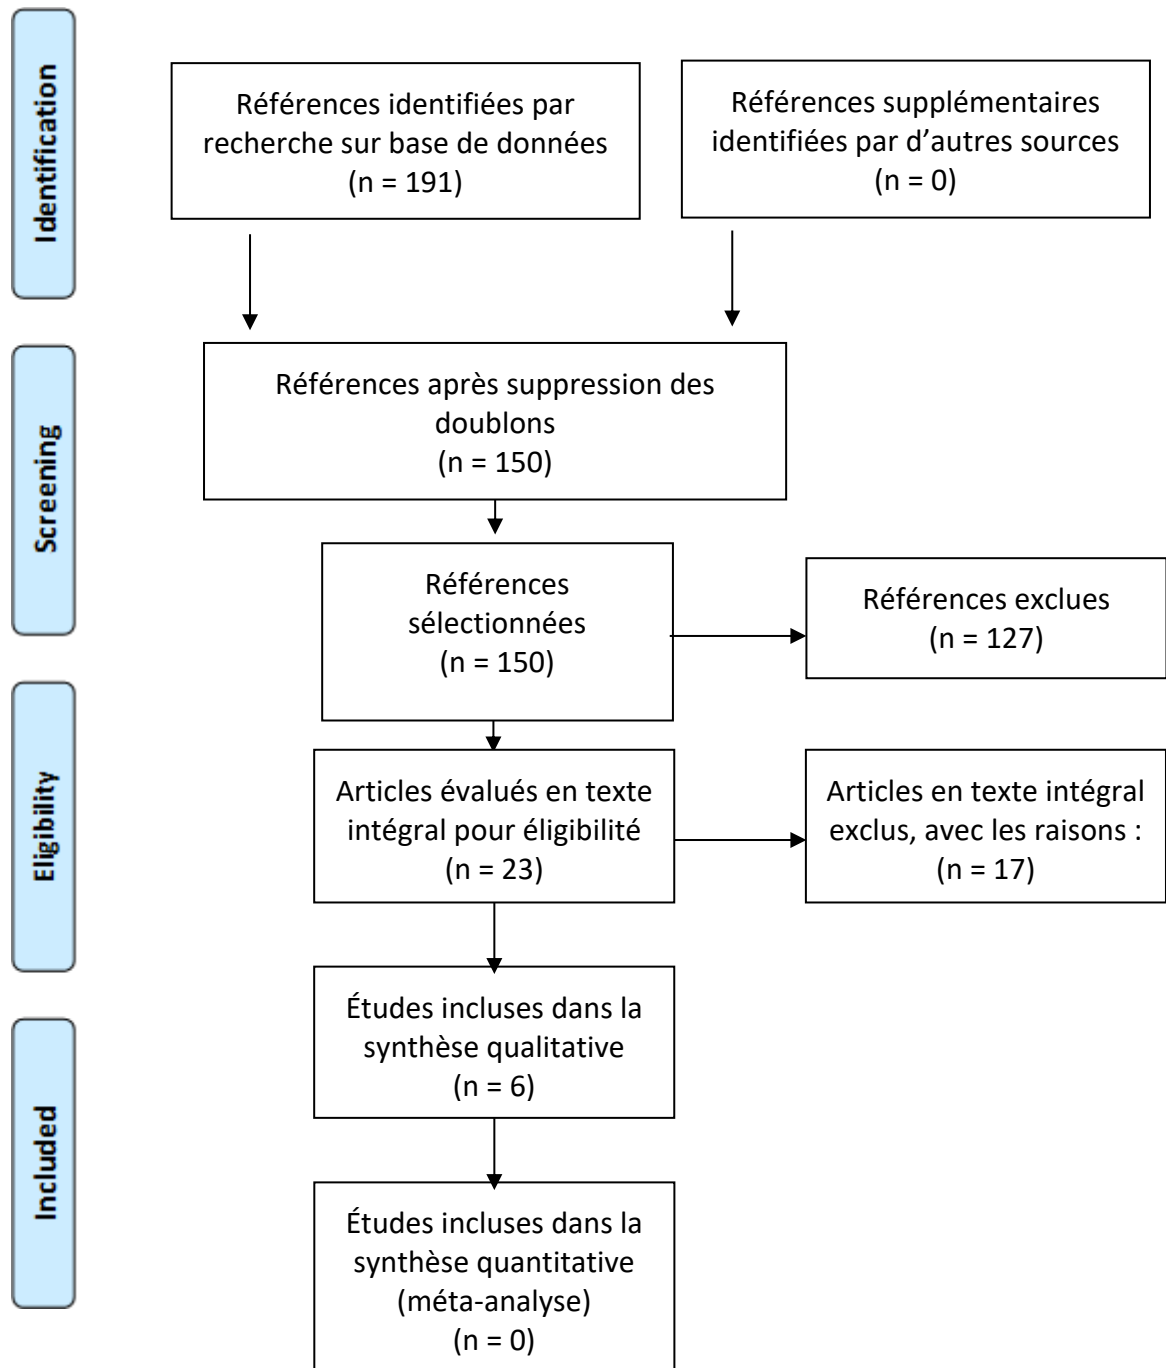 Identification
Références identifiées par
recherche sur base de données
(n = 191)
Références supplémentaires
identifiées par d’autres sources
(n = 0)
Screening
Références après suppression des
doublons
(n = 150)
Références
sélectionnées
(n = 150)
Références exclues
(n = 127)
Eligibility
Articles évalués en texte
intégral pour éligibilité
(n = 23)
Articles en texte intégral
exclus, avec les raisons :
(n = 17)
Included
Études incluses dans la
synthèse qualitative
(n = 6)
Études incluses dans la
synthèse quantitative
(méta-analyse)
(n = 0)